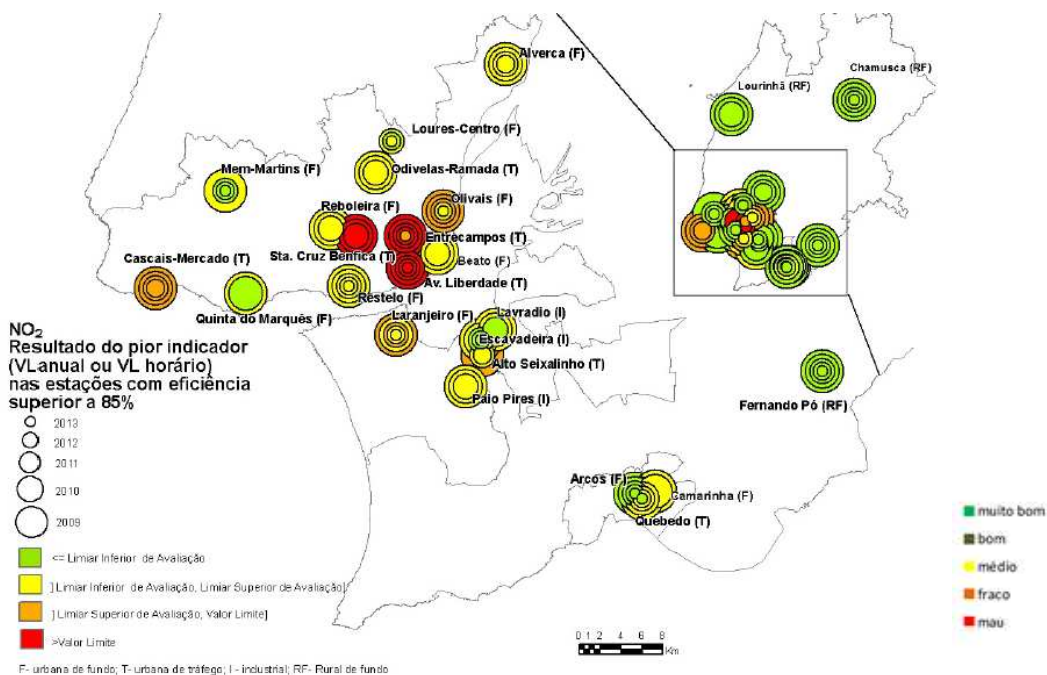 Alverca (F)
Chamusca (RF)
Lourinhã (RF)
Loures-Centro (F)
Mem-Martins (F)
Odivelas-Ramada (T)
Olivais (F)
Reboleira (F)
Entrecampos (T)
Sta. Cruz Benfica (T)
Beato (F)
Cascais-Mercado (T)
Av. Liberdade (T)
Restelo (F)
Quinta do Marquês (F)
Laranjeiro (F)
Lavradio (I)
Escavadeira (I)
Alto Seixalinho (T)
Paio Pires (I)
Fernando Pó (RF)
Arcos (F)
Camarinha (F)
Quebedo (T)
NO₂
Resultado do pior indicador
(VLanual ou VL horário)
nas estações com eficiência
superior a 85%
2013
2012
2011
2010
2009
<= Limiar Inferior de Avaliação
] Limiar Inferior de Avaliação, Limiar Superior de Avaliação]
] Limiar Superior de Avaliação, Valor Limite]
>Valor Limite
F- urbana de fundo; T- urbana de tráfego; I - industrial; RF- Rural de fundo
0 1 2 4 6 8
Km
muito bom
bom
médio
fraco
mau